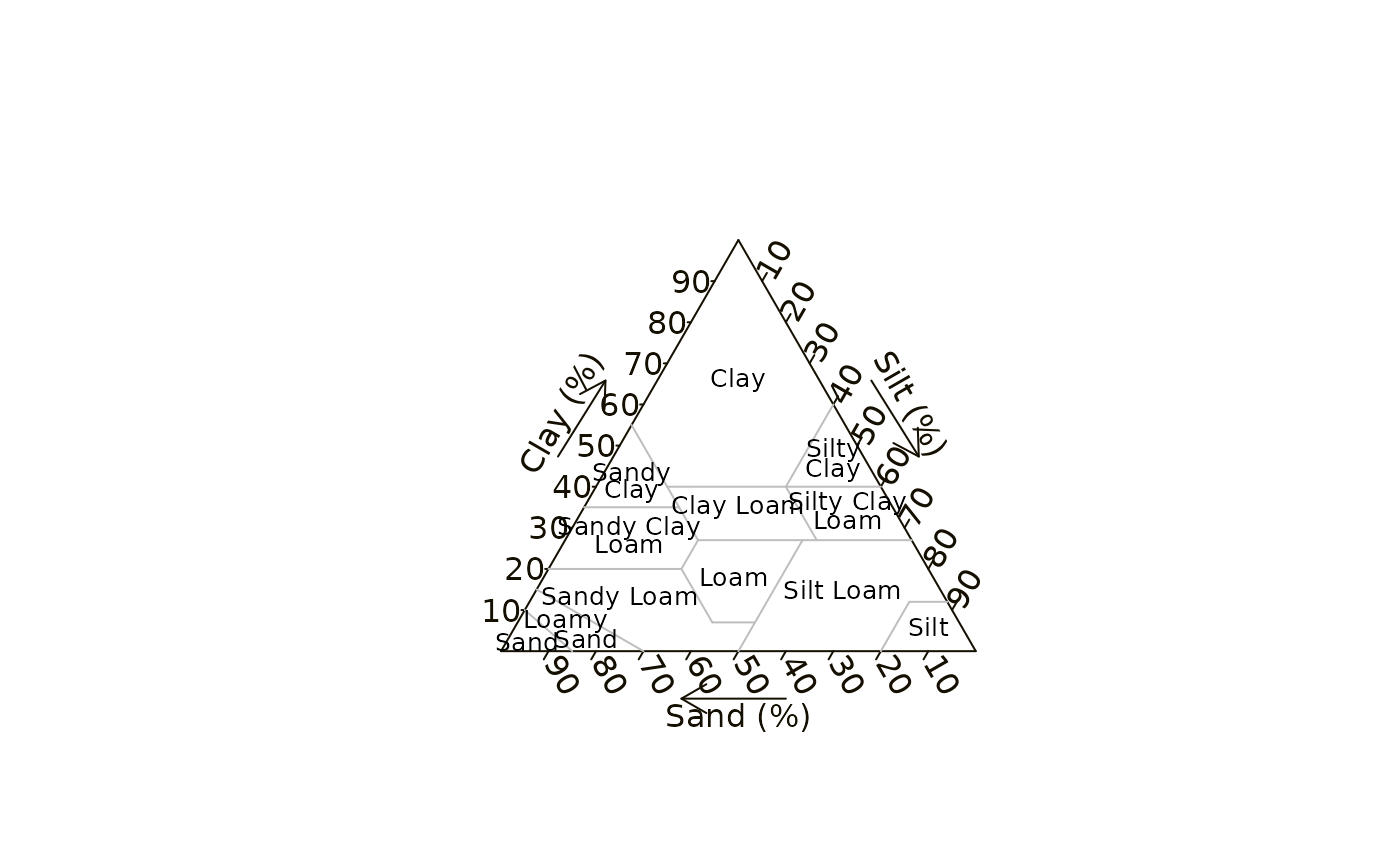 10
90
20
80
30
70
Clay
40
60
Clay (%)
Silt (%)
50
50
Silty
Clay
60
Sandy
Clay
40
Clay Loam
Silty Clay
Loam
70
30
Sandy Clay
Loam
80
20
Loam
Silt Loam
90
Sandy Loam
10
Loamy
Sand
Silt
Sand
90
80
70
60
50
40
30
20
10
Sand (%)